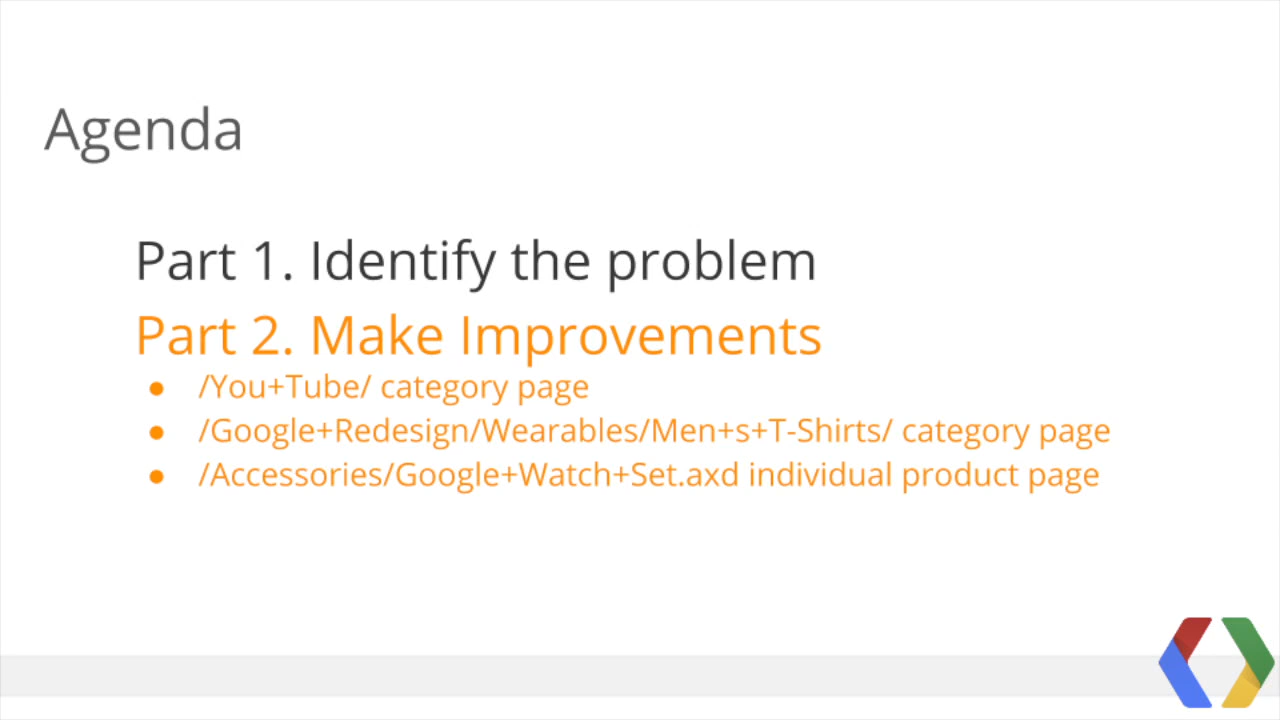 Agenda
Part 1. Identify the problem
Part 2. Make Improvements
● /You+Tube/ category page
● /Google+Redesign/Wearables/Men+s+T-Shirts/ category page
● /Accessories/Google+Watch+Set.axd individual product page